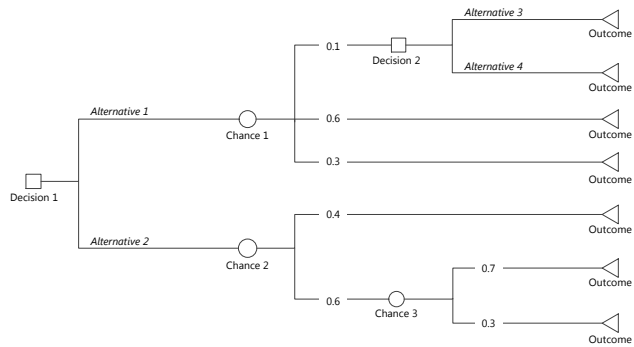 Alternative 3
Outcome
0.1
Decision 2
Alternative 4
Outcome
Alternative 1
Chance 1
0.6
Outcome
0.3
Outcome
Decision 1
0.4
Outcome
Alternative 2
Chance 2
0.7
Outcome
0.6
Chance 3
0.3
Outcome